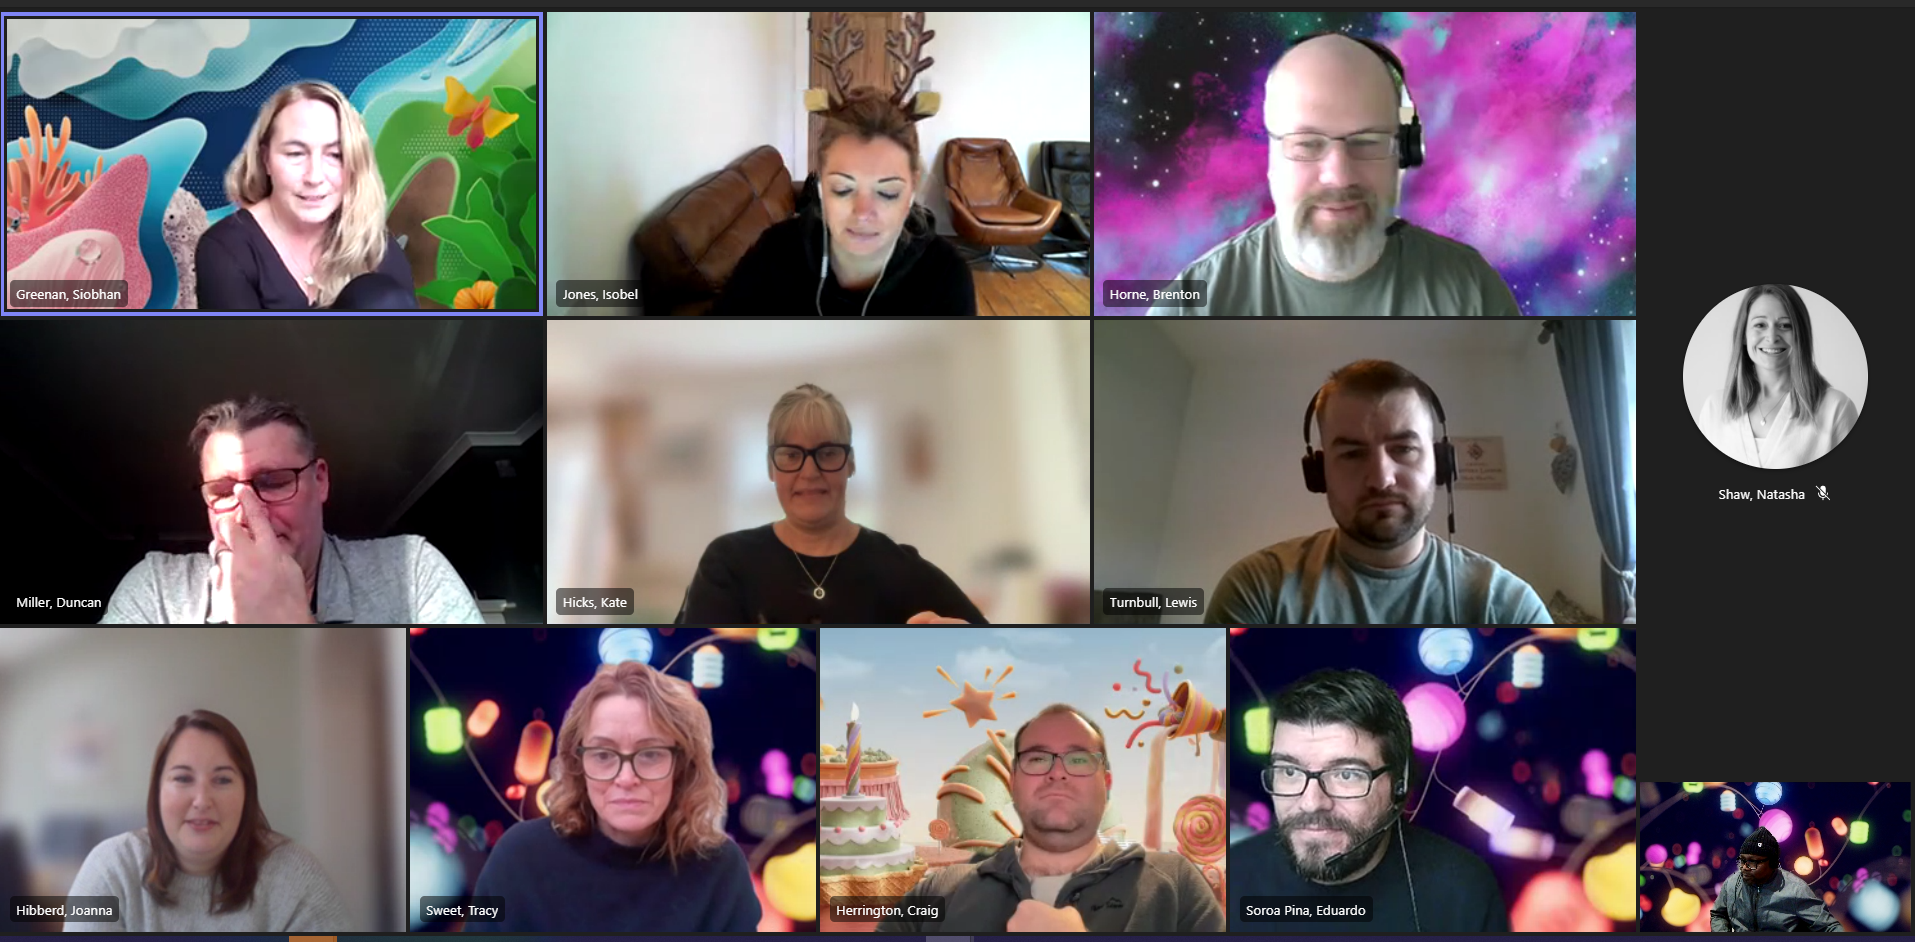 Greenan, Siobhan
Jones, Isobel
Horne, Brenton
Shaw, Natasha
Miller, Duncan
Hicks, Kate
Turnbull, Lewis
Hibberd, Joanna
Sweet, Tracy
Herrington, Craig
Soroa Pina, Eduardo